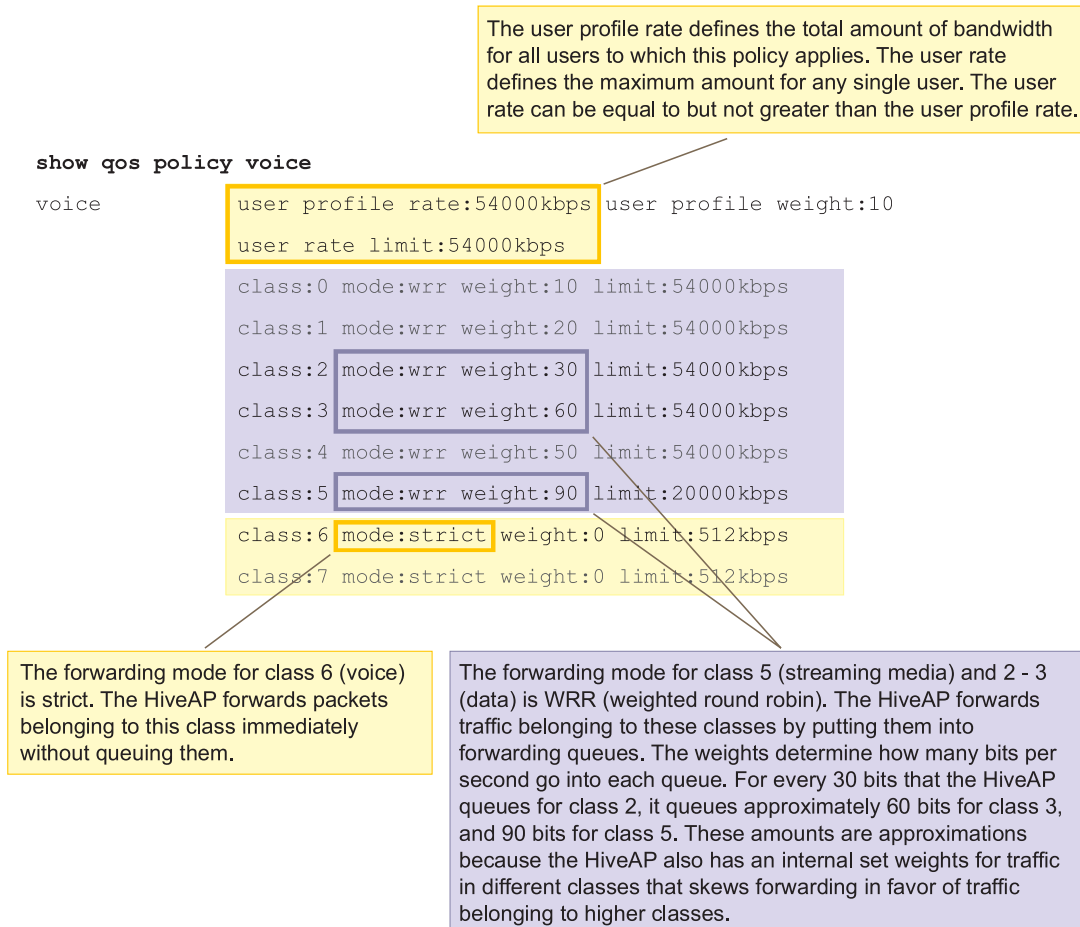 The user profile rate defines the total amount of bandwidth
for all users to which this policy applies. The user rate
defines the maximum amount for any single user. The user
rate can be equal to but not greater than the user profile rate.
show qos policy voice
voice user profile rate:54000kbps user profile weight:10
user rate limit:54000kbps
class:0 mode:wrr weight:10 limit:54000kbps
class:1 mode:wrr weight:20 limit:54000kbps
class:2 mode:wrr weight:30 limit:54000kbps
class:3 mode:wrr weight:60 limit:54000kbps
class:4 mode:wrr weight:50 limit:54000kbps
class:5 mode:wrr weight:90 limit:20000kbps
class:6 mode:strict weight:0 limit:512kbps
class:7 mode:strict weight:0 limit:512kbps
The forwarding mode for class 6 (voice)
is strict. The HiveAP forwards packets
belonging to this class immediately
without queuing them.
The forwarding mode for class 5 (streaming media) and 2 - 3
(data) is WRR (weighted round robin). The HiveAP forwards
traffic belonging to these classes by putting them into
forwarding queues. The weights determine how many bits per
second go into each queue. For every 30 bits that the HiveAP
queues for class 2, it queues approximately 60 bits for class 3,
and 90 bits for class 5. These amounts are approximations
because the HiveAP also has an internal set weights for traffic
in different classes that skews forwarding in favor of traffic
belonging to higher classes.